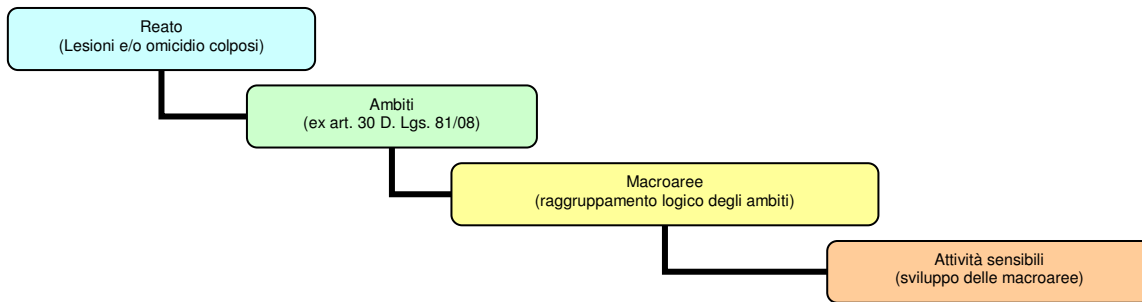 Reato
(Lesioni e/o omicidio colposi)
Ambiti
(ex art. 30 D. Lgs. 81/08)
Macroaree
(raggruppamento logico degli ambiti)
Attività sensibili
(sviluppo delle macroaree)